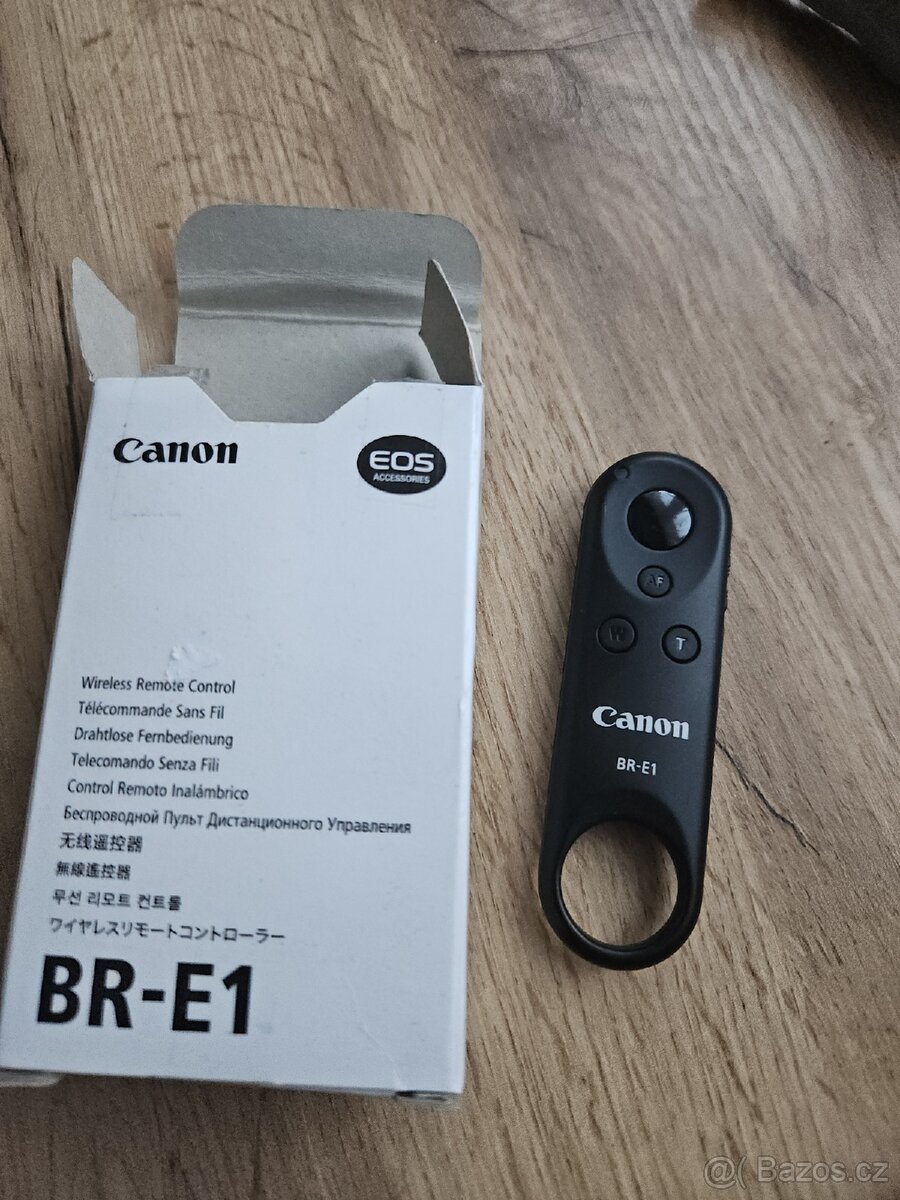 Canon
EOS
ACCESSORIES
Wireless Remote Control
Télécommande Sans Fil
Drahtlose Fernbedienung
Telecomando Senza Fili
Control Remoto Inalámbrico
Беспроводной Пульт Дистанционного Управления
无线遥控器
無線遙控器
무선 리모트 컨트롤
ワイヤレスリモートコントローラー
BR-E1
AF
W
T
Canon
BR-E1
@( Bazos.cz